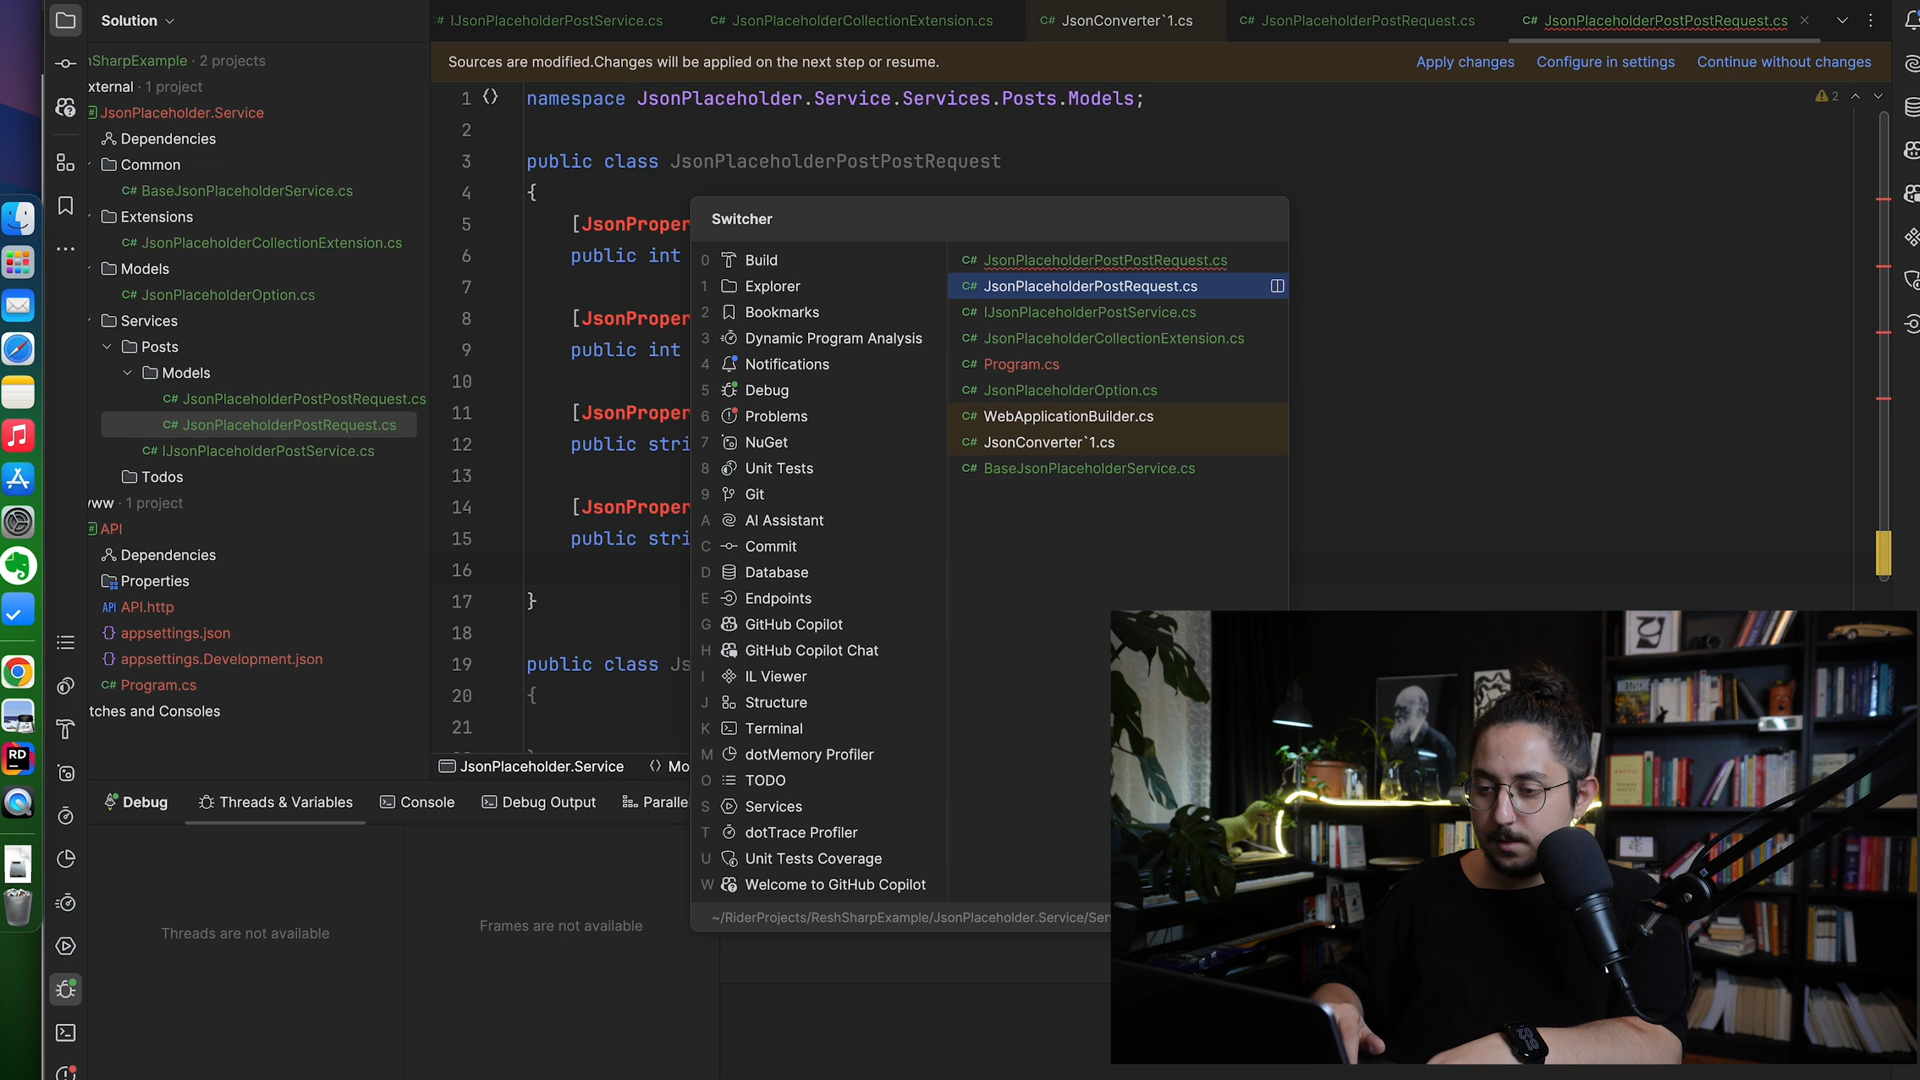 Solution
IJsonPlaceholderPostService.cs
C# JsonPlaceholderCollectionExtension.cs
C# JsonConverter`1.cs
C# JsonPlaceholderPostRequest.cs
C# JsonPlaceholderPostPostRequest.cs
Sources are modified.Changes will be applied on the next step or resume.
Apply changes
Configure in settings
Continue without changes
hSharpExample · 2 projects
xternal · 1 project
JsonPlaceholder.Service
Dependencies
Common
C# BaseJsonPlaceholderService.cs
Extensions
C# JsonPlaceholderCollectionExtension.cs
Models
C# JsonPlaceholderOption.cs
Services
Posts
Models
C# JsonPlaceholderPostPostRequest.cs
C# JsonPlaceholderPostRequest.cs
C# IJsonPlaceholderPostService.cs
Todos
www · 1 project
API
Dependencies
Properties
API API.http
{} appsettings.json
{} appsettings.Development.json
C# Program.cs
tches and Consoles
1 namespace JsonPlaceholder.Service.Services.Posts.Models;
2
3 public class JsonPlaceholderPostPostRequest
4 {
5 [JsonProper
6 public int
7
8 [JsonProper
9 public int
10
11 [JsonProper
12 public stri
13
14 [JsonProper
15 public stri
16
17 }
18
19 public class Js
20 {
21
2
Switcher
0 Build
1 Explorer
2 Bookmarks
3 Dynamic Program Analysis
4 Notifications
5 Debug
6 Problems
7 NuGet
8 Unit Tests
9 Git
A AI Assistant
C Commit
D Database
E Endpoints
G GitHub Copilot
H GitHub Copilot Chat
I IL Viewer
J Structure
K Terminal
M dotMemory Profiler
O TODO
S Services
T dotTrace Profiler
U Unit Tests Coverage
W Welcome to GitHub Copilot
C# JsonPlaceholderPostPostRequest.cs
C# JsonPlaceholderPostRequest.cs
C# IJsonPlaceholderPostService.cs
C# JsonPlaceholderCollectionExtension.cs
C# Program.cs
C# JsonPlaceholderOption.cs
C# WebApplicationBuilder.cs
C# JsonConverter`1.cs
C# BaseJsonPlaceholderService.cs
~/RiderProjects/ReshSharpExample/JsonPlaceholder.Service/Ser
JsonPlaceholder.Service
Mo
Debug
Threads & Variables
Console
Debug Output
Paralle
Threads are not available
Frames are not available
RD
KAPITAL